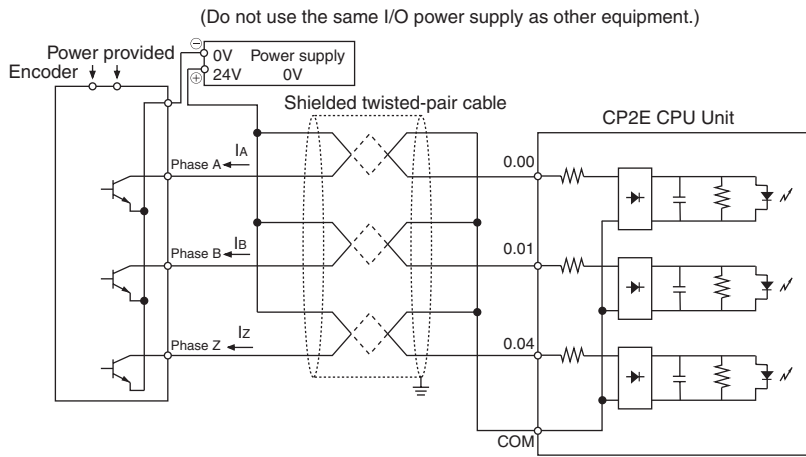 (Do not use the same I/O power supply as other equipment.)
Power provided
Encoder
⊖
0V Power supply
24V 0V
⊕
Shielded twisted-pair cable
CP2E CPU Unit
IA
Phase A
0.00
IB
Phase B
0.01
IZ
Phase Z
0.04
COM